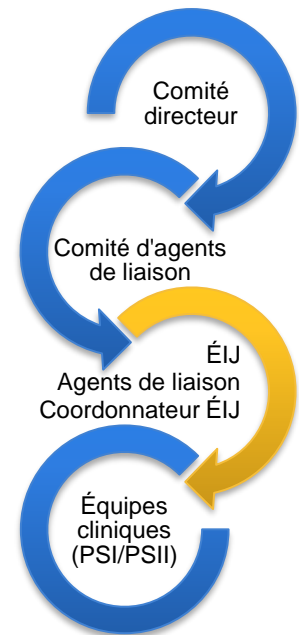 Comité
directeur
Comité d'agents
de liaison
ÉIJ
Agents de liaison
Coordonnateur ÉIJ
Équipes
cliniques
(PSI/PSII)